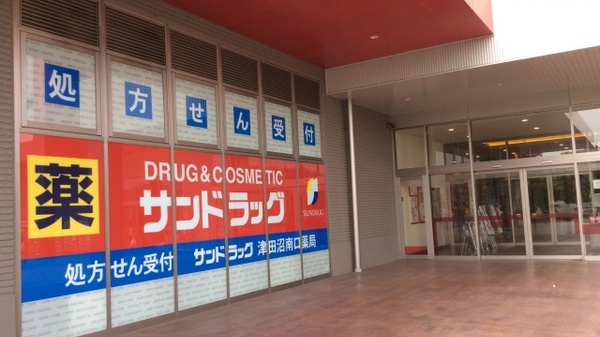 処方せん受付
薬
DRUG & COSMETIC
サンドラッグ
SUNDRUG
処方せん受付 サンドラッグ 津田沼南口薬局